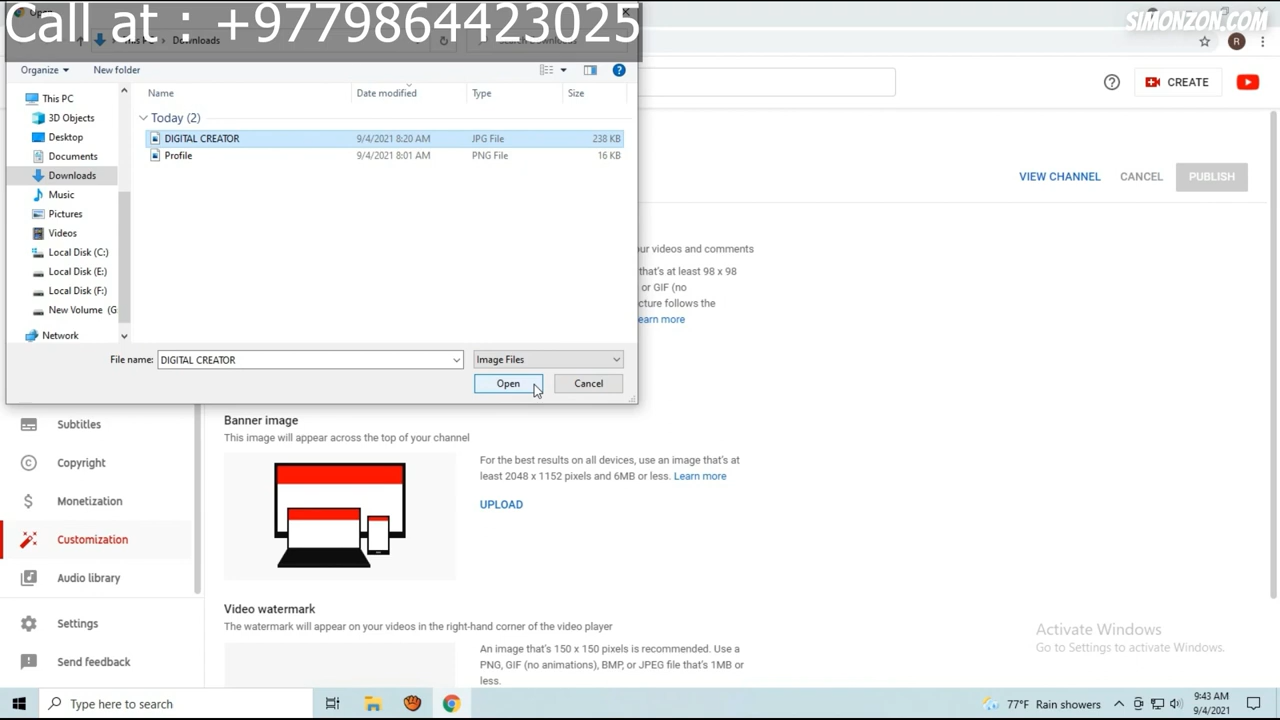 Call at : +9779864423025
SIMONZON.COM
This PC > Downloads
Organize
New folder
CREATE
This PC
3D Objects
Desktop
Documents
Downloads
Music
Pictures
Videos
Local Disk (C:)
Local Disk (E:)
Local Disk (F:)
New Volume (G
Network
Name
Date modified
Type
Size
Today (2)
DIGITAL CREATOR
9/4/2021 8:20 AM
JPG File
238 KB
Profile
9/4/2021 8:01 AM
PNG File
16 KB
File name:
DIGITAL CREATOR
Image Files
Open
Cancel
VIEW CHANNEL
CANCEL
PUBLISH
ur videos and comments
that's at least 98 x 98
or GIF (no
cture follows the
earn more
Subtitles
Copyright
Monetization
Customization
Audio library
Settings
Send feedback
Banner image
This image will appear across the top of your channel
For the best results on all devices, use an image that's at
least 2048 x 1152 pixels and 6MB or less. Learn more
UPLOAD
Video watermark
The watermark will appear on your videos in the right-hand corner of the video player
An image that's 150 x 150 pixels is recommended. Use a
PNG, GIF (no animations), BMP, or JPEG file that's 1MB or
less.
Activate Windows
Go to Settings to activate Windows.
Type here to search
77°F Rain showers
9:43 AM
9/4/2021